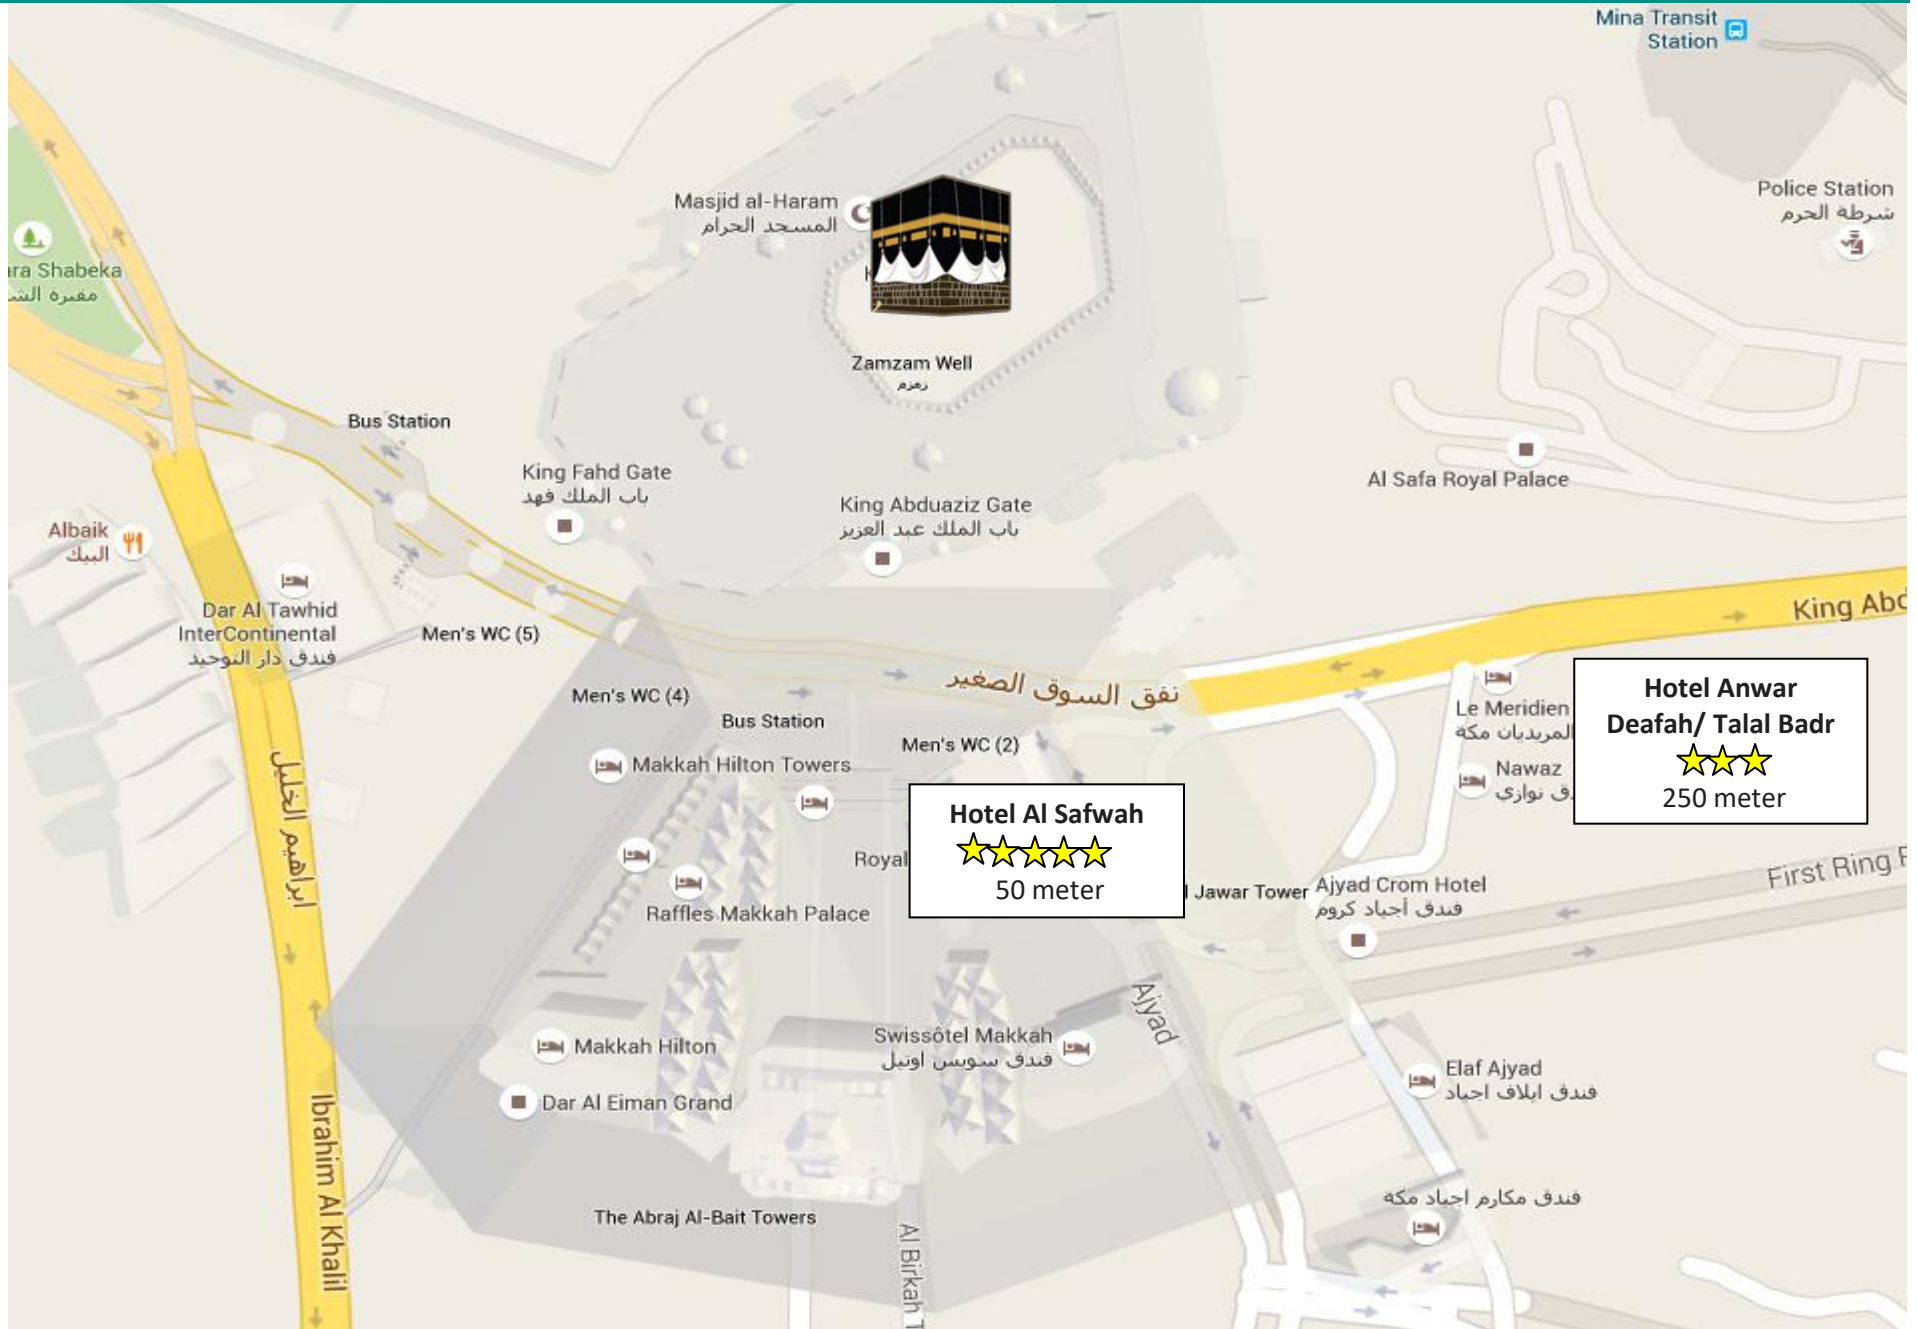 Mina Transit
Station
Masjid al-Haram
المسجد الحرام
Police Station
شرطة الحرم
Shabeka
مقبرة
Zamzam Well
زمزم
Bus Station
King Fahd Gate
باب الملك فهد
King Abduaziz Gate
باب الملك عبد العزيز
Al Safa Royal Palace
Albaik
البيك
Dar Al Tawhid
InterContinental
فندق دار التوحيد
Men's WC (5)
King
Men's WC (4)
نفق السوق الصغير
Bus Station
Men's WC (2)
Le Meridien
المريديان مكة
Hotel Anwar
Deafah/ Talal Badr
250 meter
Nawaz
نوازي
Makkah Hilton Towers
ابراهيم الخليل
Hotel Al Safwah
50 meter
Royal
Raffles Makkah Palace
Jawar Tower
Ajyad Crom Hotel
فندق أجياد كروم
First Ring
Ajyad
Makkah Hilton
Swissôtel Makkah
فندق سويس اوتيل
Dar Al Eiman Grand
Elaf Ajyad
فندق ايلاف اجياد
Ibrahim Al Khalil
The Abraj Al-Bait Towers
فندق مكارم اجياد مكة
Al Birkah